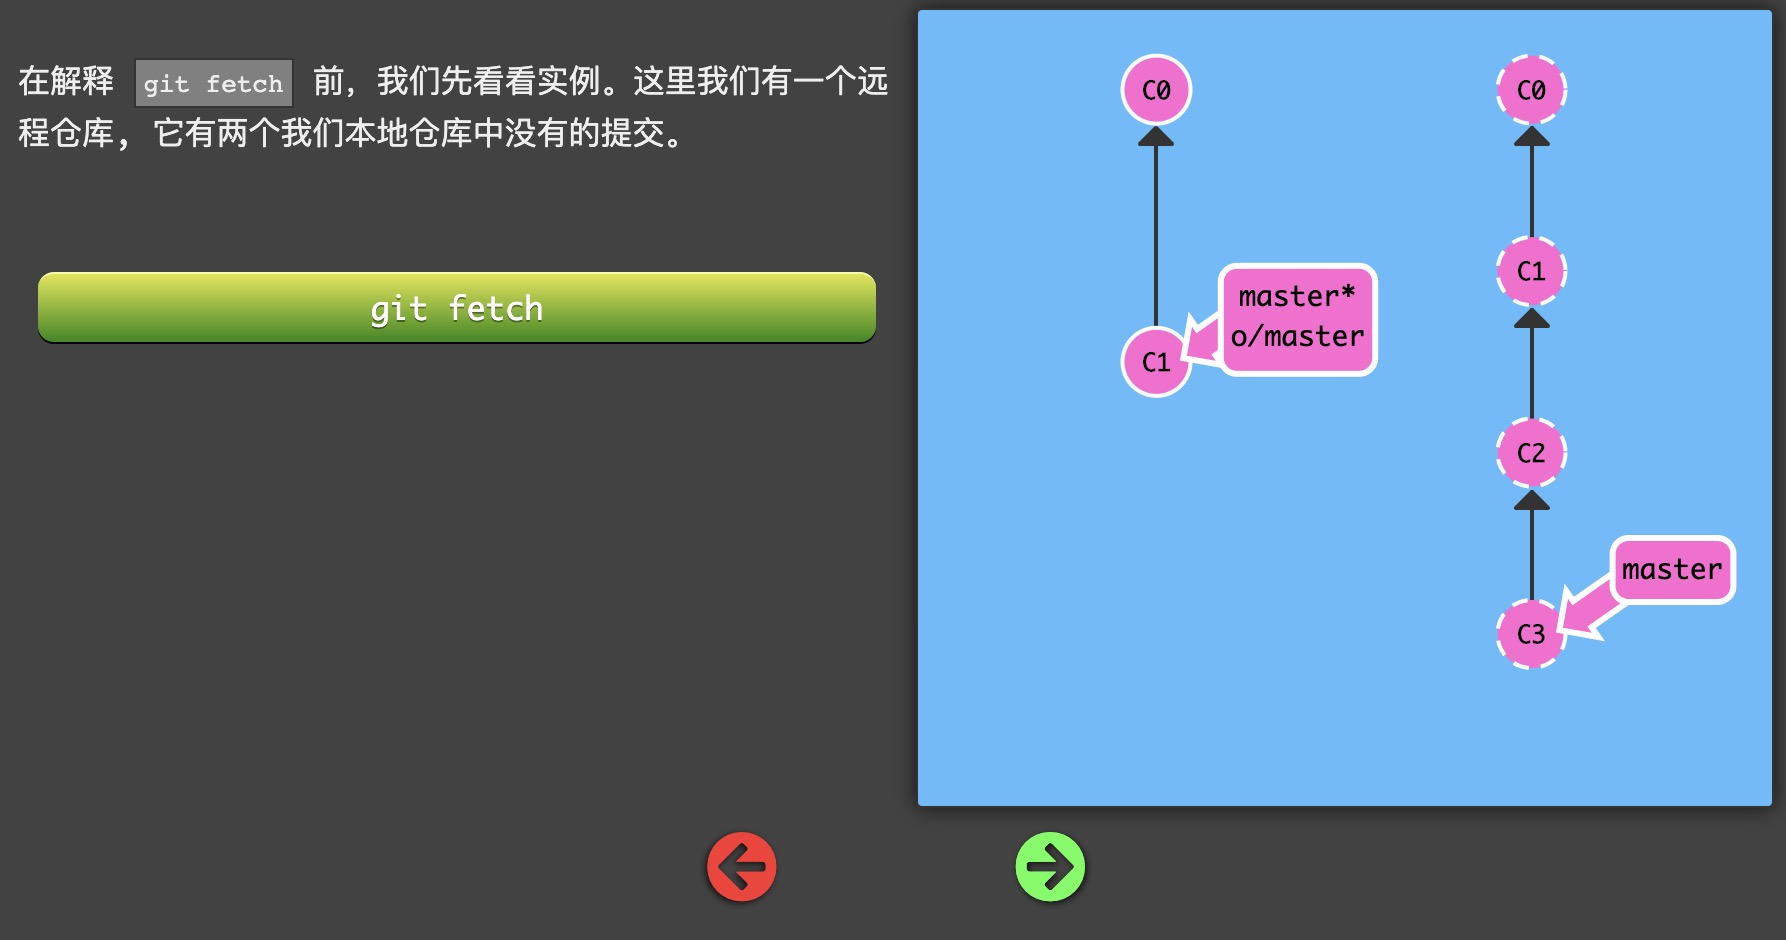 在解释 git fetch 前，我们先看看实例。这里我们有一个远
程仓库, 它有两个我们本地仓库中没有的提交。
git fetch
C0
C1
master*
o/master
C0
C1
C2
C3
master